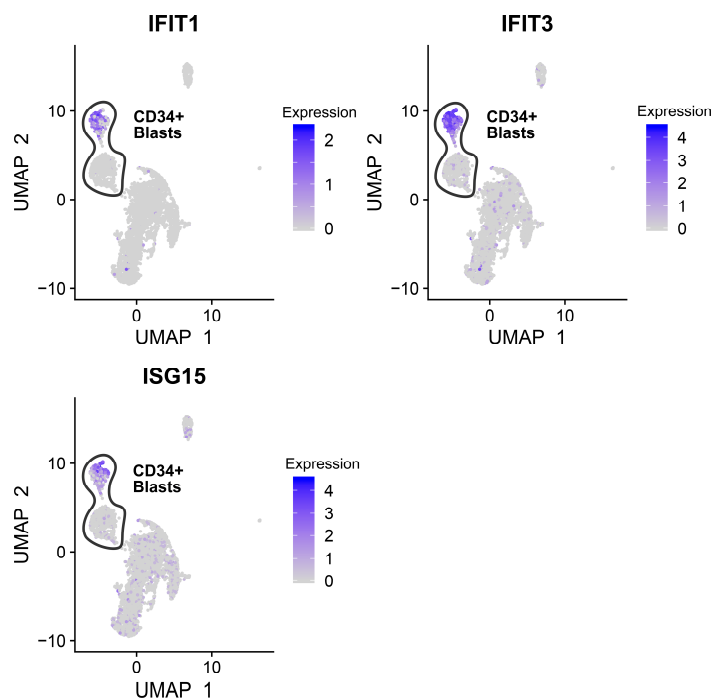 IFIT1
UMAP 2
10
0
−10
CD34+
Blasts
Expression
2
1
0
0
10
UMAP 1
IFIT3
UMAP 2
10
0
−10
CD34+
Blasts
Expression
4
3
2
1
0
0
10
UMAP 1
ISG15
UMAP 2
10
0
−10
CD34+
Blasts
Expression
4
3
2
1
0
0
10
UMAP 1